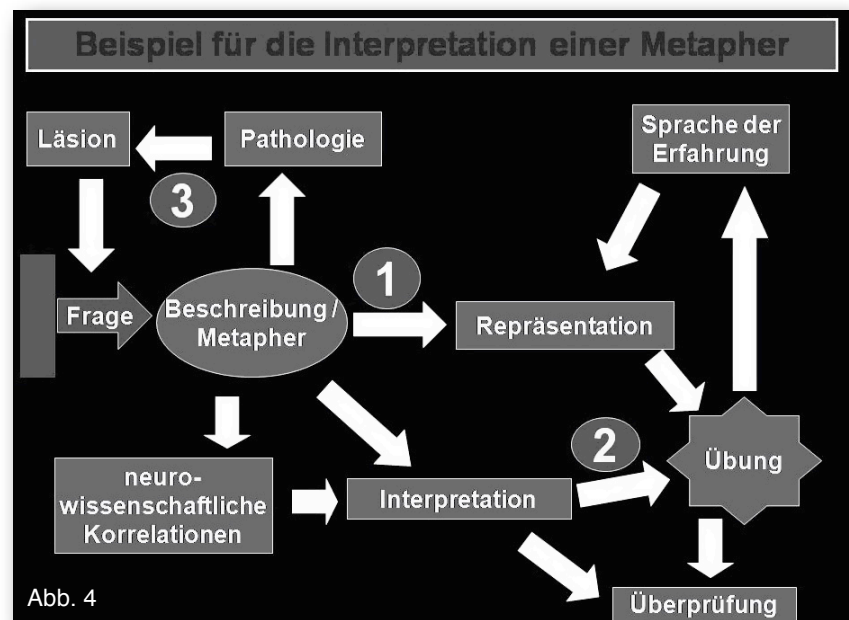 Beispiel für die Interpretation einer Metapher
Läsion
Pathologie
Sprache der
Erfahrung
3
1
Frage
Beschreibung /
Metapher
Repräsentation
2
Übung
neuro-
wissenschaftliche
Korrelationen
Interpretation
Überprüfung
Abb. 4